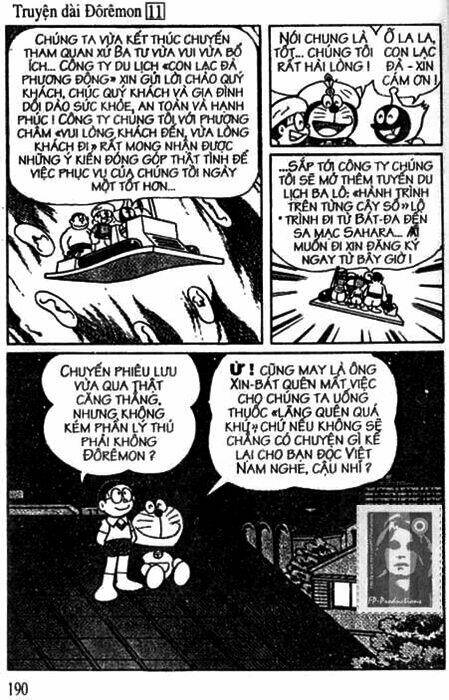 Truyện dài Đôrêmon 11
CHÚNG TA VỪA KẾT THÚC CHUYẾN
THAM QUAN XỨ BA TƯ VỪA VUI VỪA BỔ
ÍCH... CÔNG TY DU LỊCH «CON LẠC ĐÀ
PHƯƠNG ĐÔNG» XIN GỬI LỜI CHÀO QUÝ
KHÁCH, CHÚC QUÝ KHÁCH VÀ GIA ĐÌNH
DỒI DÀO SỨC KHỎE, AN TOÀN VÀ HẠNH
PHÚC ! CÔNG TY CHÚNG TÔI VỚI PHƯƠNG
CHÂM «VUI LÒNG KHÁCH ĐẾN, VỪA LÒNG
KHÁCH ĐI» RẤT MONG NHẬN ĐƯỢC
NHỮNG Ý KIẾN ĐÓNG GÓP THẬT TÌNH ĐỂ
VIỆC PHỤC VỤ CỦA CHÚNG TÔI NGÀY
MỘT TỐT HƠN...
NÓI CHUNG LÀ
TỐT... CHÚNG TÔI
RẤT HÀI LÒNG !
Ồ LA LA,
CON LẠC
ĐÀ - XIN
CÁM ƠN !
...SẮP TỚI CÔNG TY CHÚNG
TÔI SẼ MỞ THÊM TUYẾN DU
LỊCH BA LÔ: «HÀNH TRÌNH
TRÊN TỪNG CÂY SỐ» LỘ
TRÌNH ĐI TỪ BÁT-ĐA ĐẾN
SA MẠC SAHARA... AI
MUỐN ĐI XIN ĐĂNG KÝ
NGAY TỪ BÂY GIỜ !
CHUYẾN PHIÊU LƯU
VỪA QUA THẬT
CĂNG THẲNG,
NHƯNG KHÔNG
KÉM PHẦN LÝ THÚ
PHẢI KHÔNG
ĐÔRÊMON ?
Ừ ! CŨNG MAY LÀ ÔNG
XIN-BÁT QUÊN MẤT VIỆC
CHO CHÚNG TA UỐNG
THUỐC «LÃNG QUÊN QUÁ
KHỨ» CHỨ NẾU KHÔNG SẼ
CHẲNG CÓ CHUYỆN GÌ KỂ
LẠI CHO BẠN ĐỌC VIỆT
NAM NGHE, CẬU NHỈ ?
FP-Productions
190